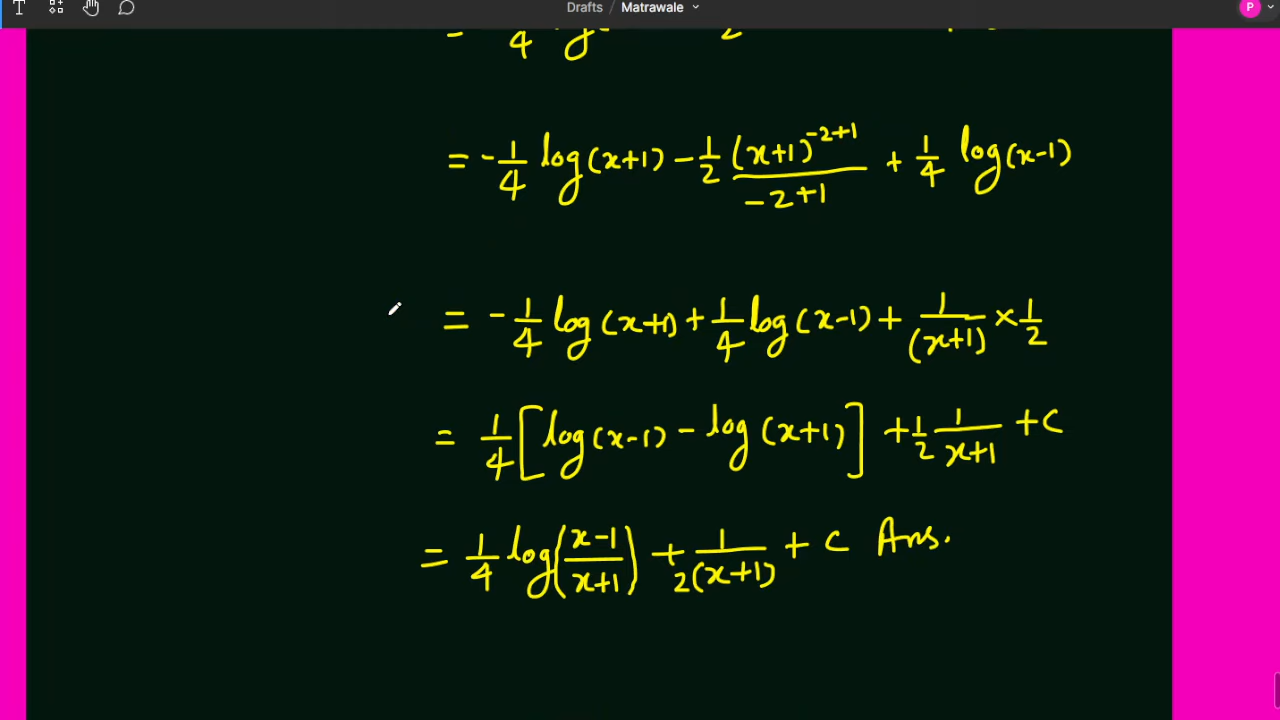 Drafts Matrawale P
= -1/4 log(x+1) - 1/2 (x+1)^{-2+1}/(-2+1) + 1/4 log(x-1)
= -1/4 log(x+1) + 1/4 log(x-1) + 1/(x+1) × 1/2
= 1/4 [log(x-1) - log(x+1)] + 1/2 1/(x+1) + c
= 1/4 log((x-1)/(x+1)) + 1/(2(x+1)) + c Ans.